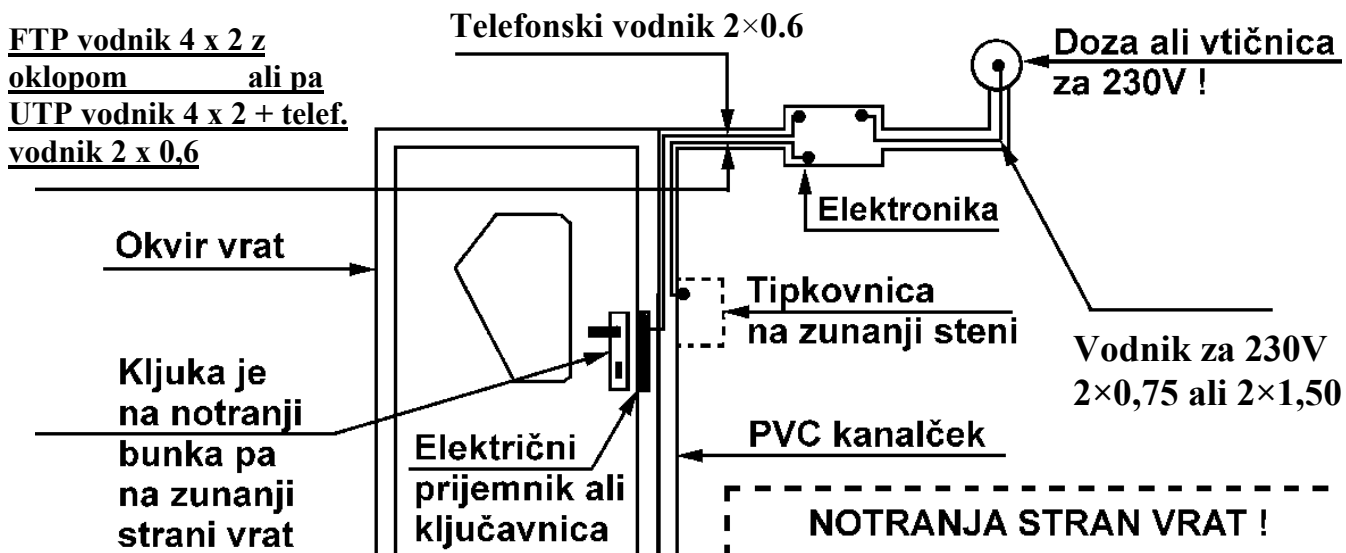 FTP vodnik 4 x 2 z
oklopom ali pa
UTP vodnik 4 x 2 + telef.
vodnik 2 x 0,6
Telefonski vodnik 2×0.6
Doza ali vtičnica
za 230V !
Elektronika
Okvir vrat
Tipkovnica
na zunanji steni
Vodnik za 230V
2×0,75 ali 2×1,50
Kljuka je
na notranji
bunka pa
na zunanji
strani vrat
Električni
prijemnik ali
ključavnica
PVC kanalček
NOTRANJA STRAN VRAT !